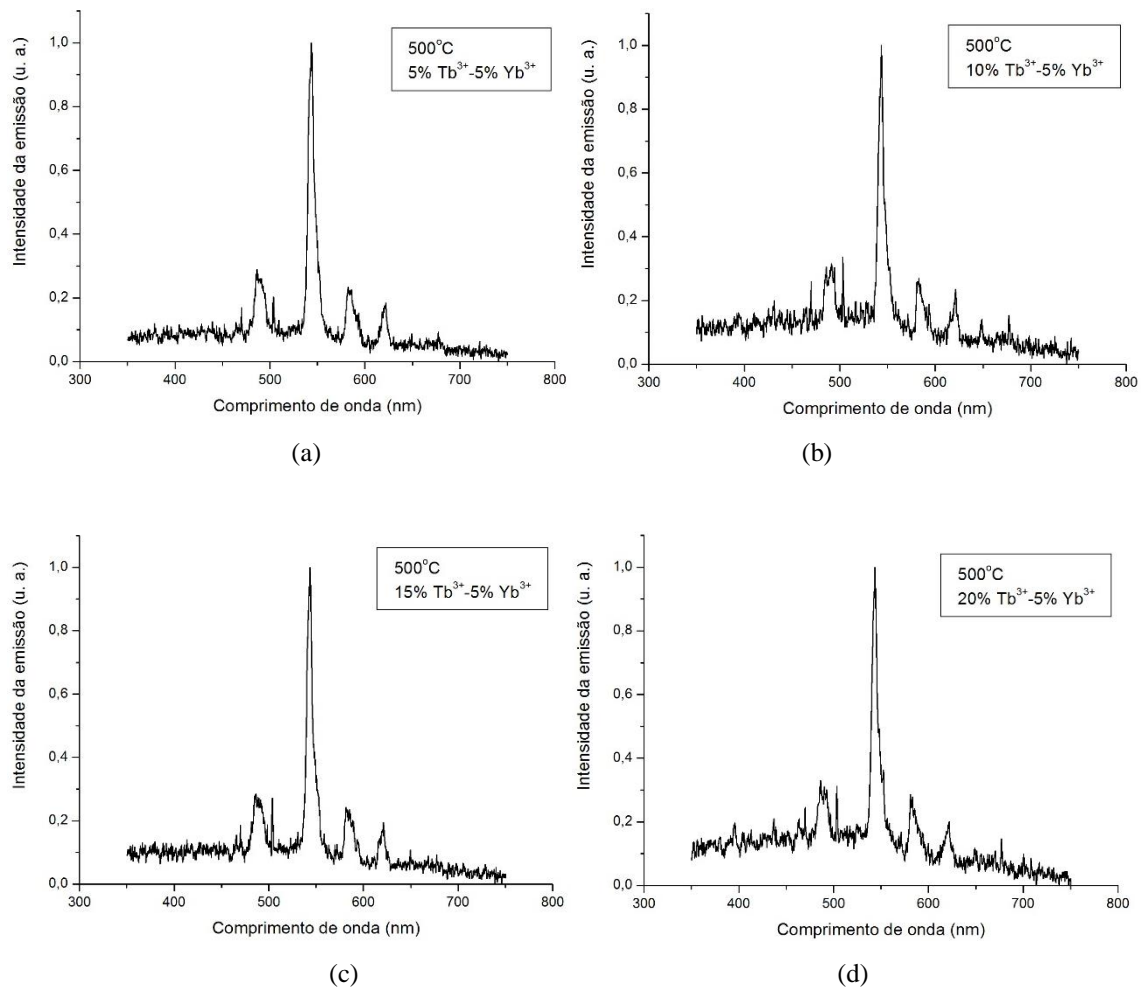 Intensidade da emissão (u. a.)
1,0
0,8
0,6
0,4
0,2
0,0
500°C
5% Tb³⁺-5% Yb³⁺
300 400 500 600 700 800
Comprimento de onda (nm)
(a)
Intensidade da emissão (u. a.)
1,0
0,8
0,6
0,4
0,2
0,0
500°C
10% Tb³⁺-5% Yb³⁺
300 400 500 600 700 800
Comprimento de onda (nm)
(b)
Intensidade da emissão (u. a.)
1,0
0,8
0,6
0,4
0,2
0,0
500°C
15% Tb³⁺-5% Yb³⁺
300 400 500 600 700 800
Comprimento de onda (nm)
(c)
Intensidade da emissão (u. a.)
1,0
0,8
0,6
0,4
0,2
0,0
500°C
20% Tb³⁺-5% Yb³⁺
300 400 500 600 700 800
Comprimento de onda (nm)
(d)